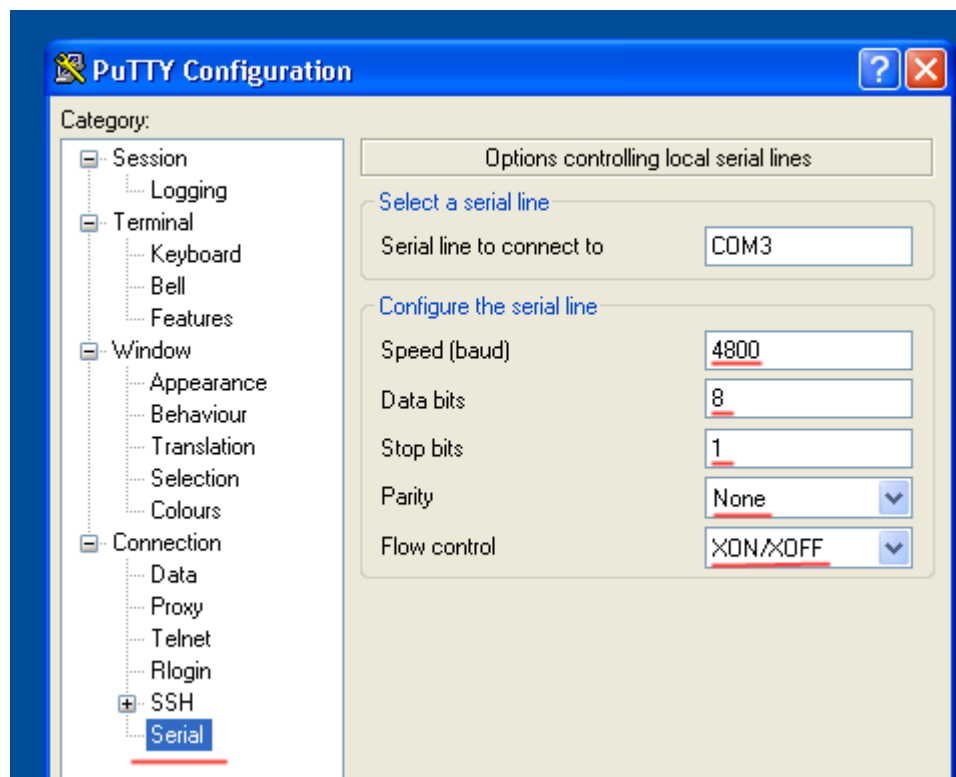 PuTTY Configuration
Category:
Session
Logging
Terminal
Keyboard
Bell
Features
Window
Appearance
Behaviour
Translation
Selection
Colours
Connection
Data
Proxy
Telnet
Rlogin
SSH
Serial
Options controlling local serial lines
Select a serial line
Serial line to connect to COM3
Configure the serial line
Speed (baud) 4800
Data bits 8
Stop bits 1
Parity None
Flow control XON/XOFF